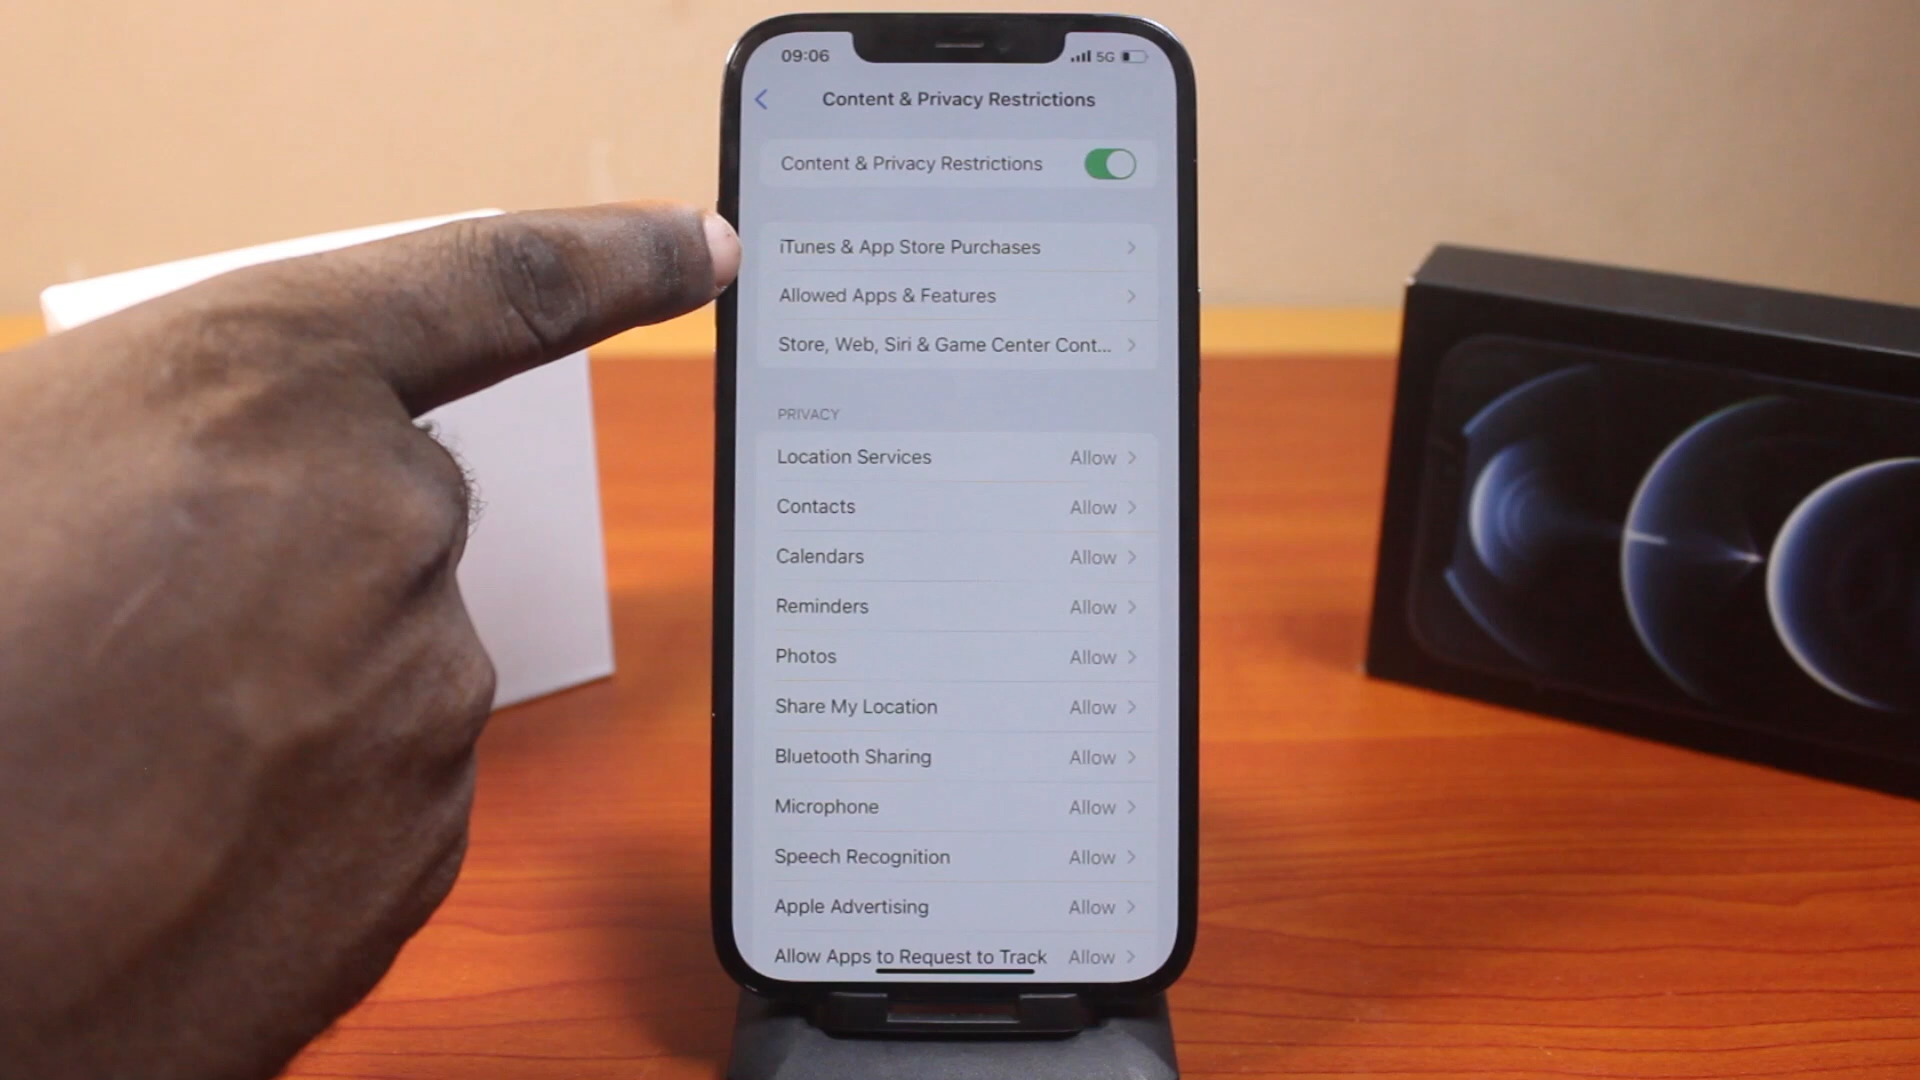 09:06
5G
Content & Privacy Restrictions
Content & Privacy Restrictions
iTunes & App Store Purchases
Allowed Apps & Features
Store, Web, Siri & Game Center Cont...
PRIVACY
Location Services Allow
Contacts Allow
Calendars Allow
Reminders Allow
Photos Allow
Share My Location Allow
Bluetooth Sharing Allow
Microphone Allow
Speech Recognition Allow
Apple Advertising Allow
Allow Apps to Request to Track Allow